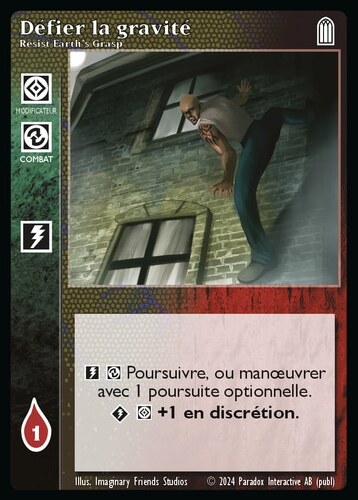 Défier la gravité
Resist Earth's Grasp
MODIFICATEUR
COMBAT
Poursuivre, ou manœuvrer
avec 1 poursuite optionnelle.
+1 en discrétion.
1
Illus. Imaginary Friends Studios © 2024 Paradox Interactive AB (publ)